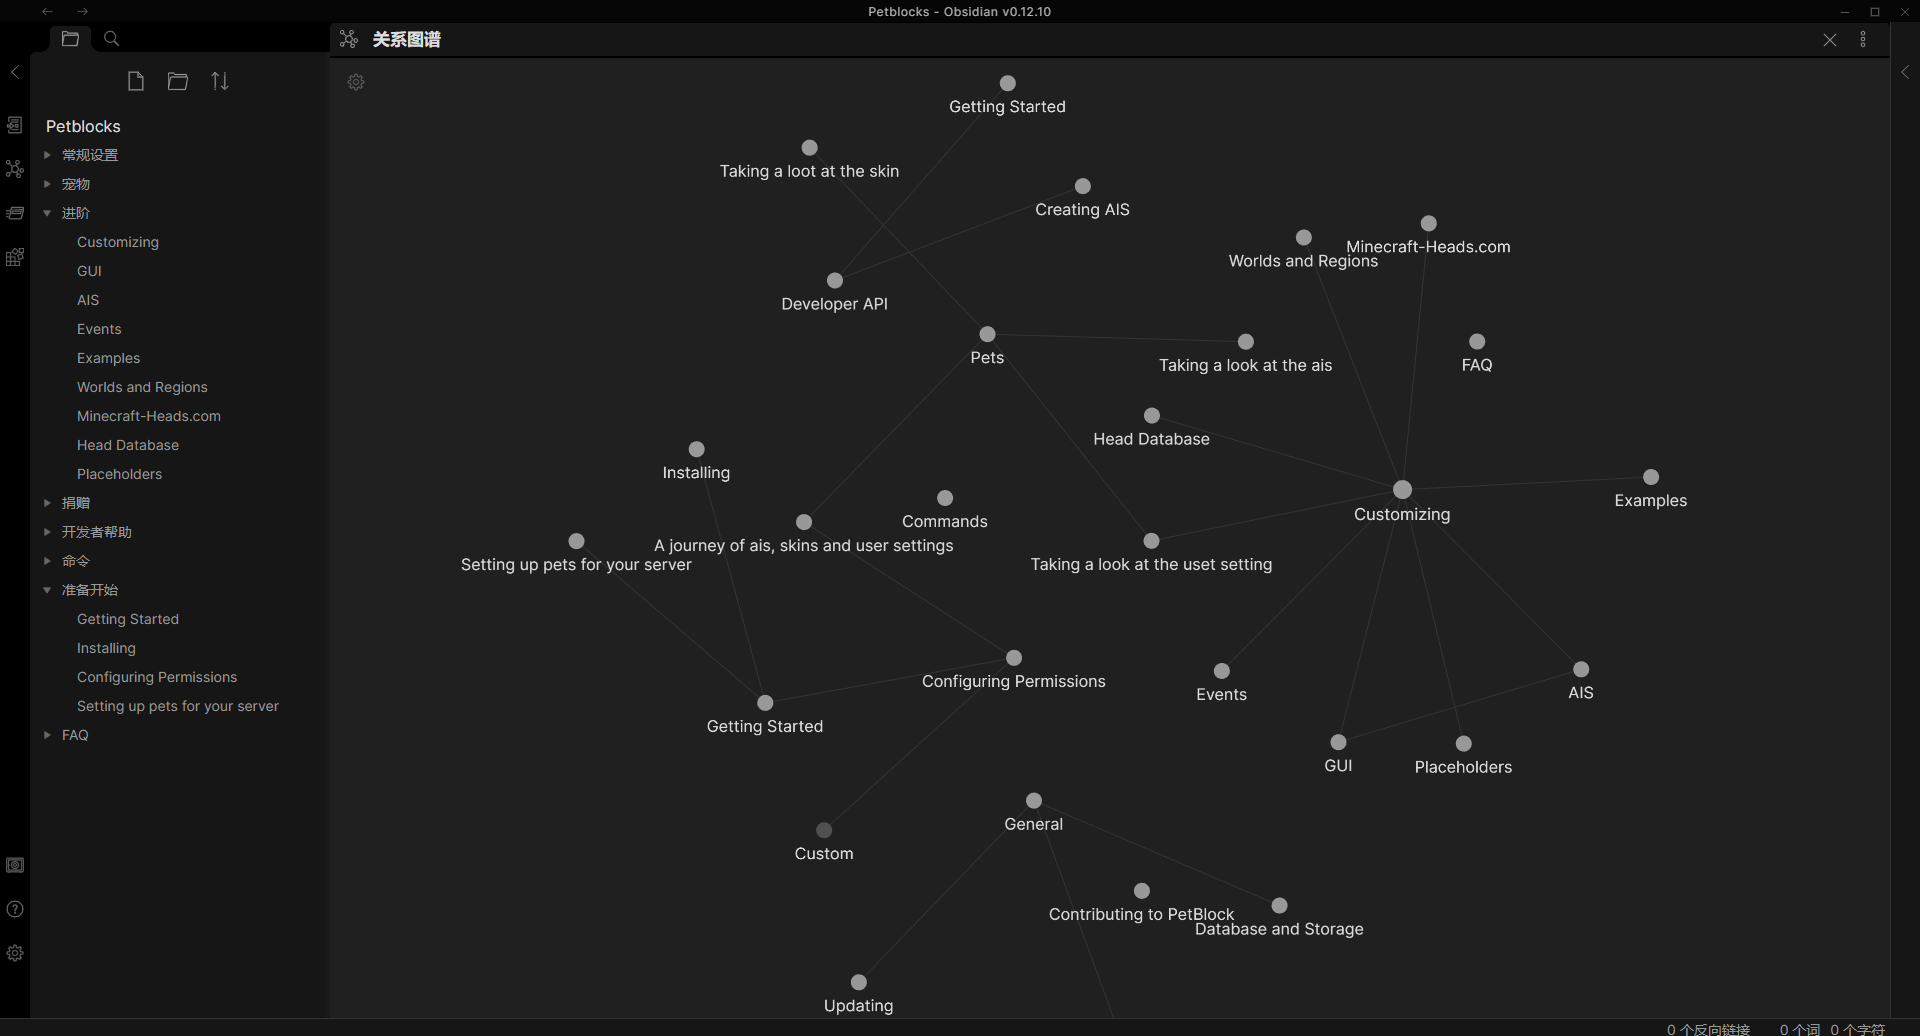 Petblocks - Obsidian v0.12.10
关系图谱
Petblocks
常规设置
宠物
进阶
Customizing
GUI
AIS
Events
Examples
Worlds and Regions
Minecraft-Heads.com
Head Database
Placeholders
捐赠
开发者帮助
命令
准备开始
Getting Started
Installing
Configuring Permissions
Setting up pets for your server
FAQ
Getting Started
Taking a loot at the skin
Creating AIS
Minecraft-Heads.com
Worlds and Regions
Developer API
Pets
Taking a look at the ais
FAQ
Head Database
Installing
Examples
Customizing
Commands
A journey of ais, skins and user settings
Setting up pets for your server
Taking a look at the uset setting
Configuring Permissions
Events
AIS
Getting Started
GUI
Placeholders
General
Custom
Contributing to PetBlock
Database and Storage
Updating
0 个反向链接
0 个词
0 个字符